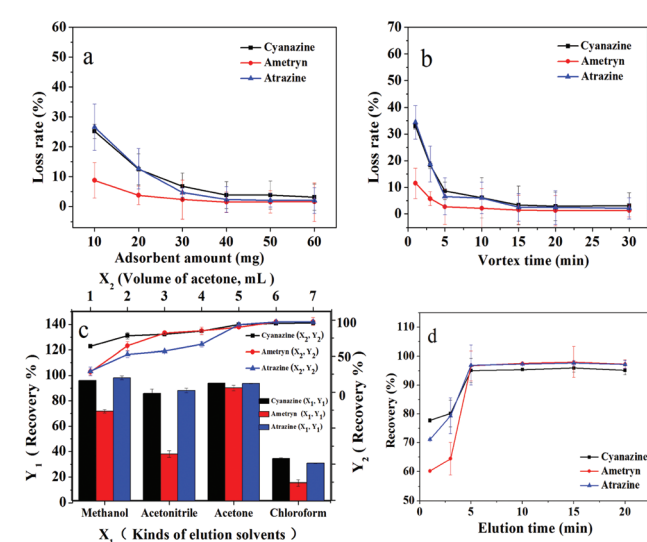 a
Cyanazine
Ametryn
Atrazine
Loss rate (%)
60
50
40
30
20
10
0
10 20 30 40 50 60
Adsorbent amount (mg)
b
Cyanazine
Ametryn
Atrazine
Loss rate (%)
70
60
50
40
30
20
10
0
0 5 10 15 20 25 30
Vortex time (min)
X2 (Volume of acetone, mL)
1 2 3 4 5 6 7
c
Cyanazine (X2, Y2)
Ametryn (X2, Y2)
Atrazine (X2, Y2)
Cyanazine (X1, Y1)
Ametryn (X1, Y1)
Atrazine (X1, Y1)
Y1 ( Recovery % )
140
120
100
80
60
40
20
0
100
50
0
Y2 ( Recovery % )
Methanol Acetonitrile Acetone Chloroform
X1 ( Kinds of elution solvents )
d
Cyanazine
Ametryn
Atrazine
Recovery (%)
110
100
90
80
70
60
50
0 5 10 15 20
Elution time (min)